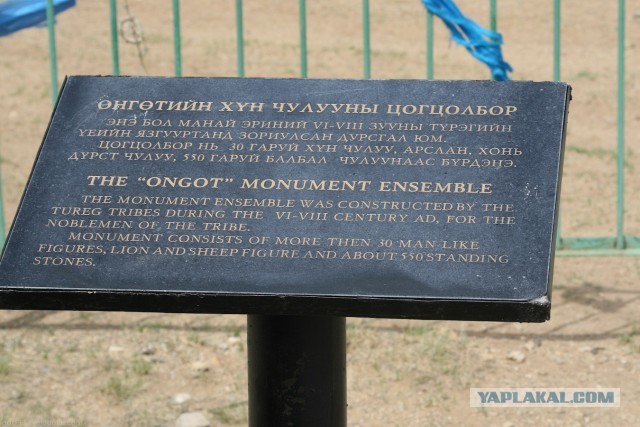 ӨНГӨТИЙН ХҮН ЧУЛУУНЫ ЦОГЦОЛБОР
ЭНЭ БОЛ МАНАЙ ЭРИНИЙ VI-VIII ЗУУНЫ ТҮРЭГИЙН
ҮЕИЙН ЯЗГУУРТАНД ЗОРИУЛСАН ДУРСГАЛ ЮМ.
ЦОГЦОЛБОР НЬ 30 ГАРУЙ ХҮН ЧУЛУУ, АРСЛАН, ХОНЬ
ДҮРСТ ЧУЛУУ, 550 ГАРУЙ БАЛБАЛ ЧУЛУУНААС БҮРДЭНЭ.
THE "ONGOT" MONUMENT ENSEMBLE
THE MONUMENT ENSEMBLE WAS CONSTRUCTED BY THE
TUREG TRIBES DURING THE VI-VIII CENTURY AD, FOR THE
NOBLEMEN OF THE TRIBE.
MONUMENT CONSISTS OF MORE THEN 30 MAN-LIKE
FIGURES, LION AND SHEEP FIGURE AND ABOUT 550 STANDING
STONES.
YAPLAKAL.COM